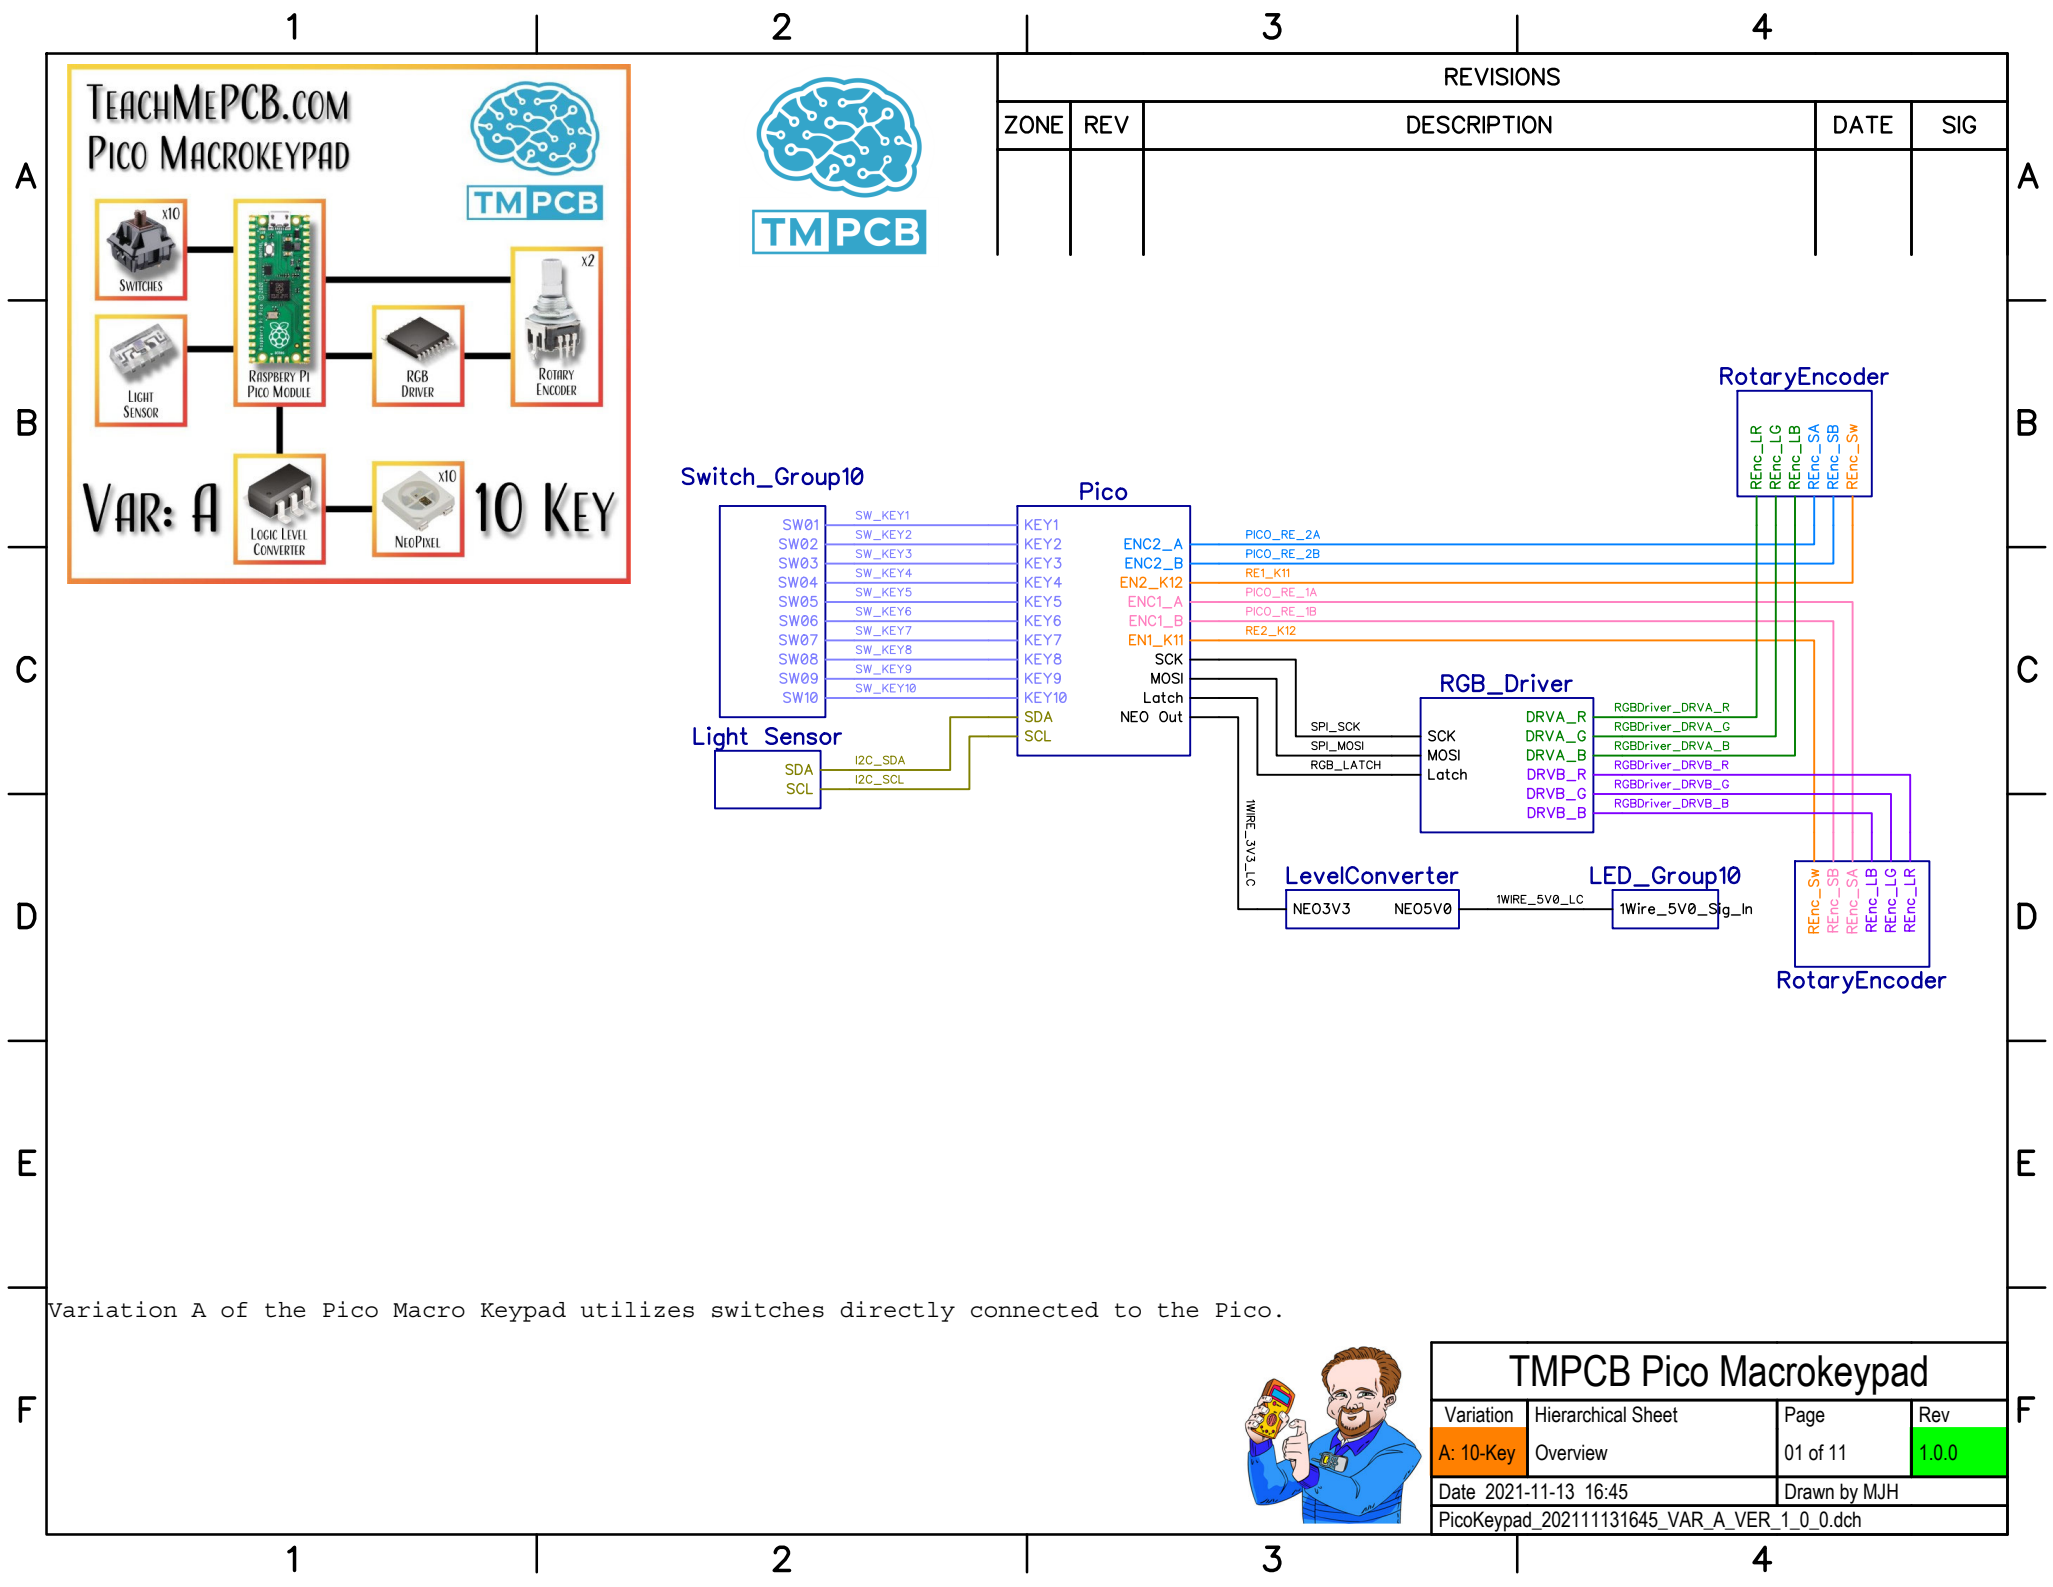 1 2 3 4
A
B
C
D
E
F
TeachMePCB.com
Pico Macrokeypad
TMPCB
x10
Switches
Light
Sensor
Raspbery Pi
Pico Module
RGB
Driver
x2
Rotary
Encoder
Var: A
Logic Level
Converter
x10
NeoPixel
10 Key
TMPCB
REVISIONS
ZONE REV DESCRIPTION DATE SIG
Switch_Group10
SW01 SW_KEY1 KEY1
SW02 SW_KEY2 KEY2
SW03 SW_KEY3 KEY3
SW04 SW_KEY4 KEY4
SW05 SW_KEY5 KEY5
SW06 SW_KEY6 KEY6
SW07 SW_KEY7 KEY7
SW08 SW_KEY8 KEY8
SW09 SW_KEY9 KEY9
SW10 SW_KEY10 KEY10
Light Sensor
SDA I2C_SDA SDA
SCL I2C_SCL SCL
Pico
ENC2_A PICO_RE_2A
ENC2_B PICO_RE_2B
EN2_K12 RE1_K11
ENC1_A PICO_RE_1A
ENC1_B PICO_RE_1B
EN1_K11 RE2_K12
SCK
MOSI
Latch
NEO Out
1WIRE_3V3_LC
SPI_SCK
SPI_MOSI
RGB_LATCH
RGB_Driver
SCK
MOSI
Latch
DRVA_R RGBDriver_DRVA_R
DRVA_G RGBDriver_DRVA_G
DRVA_B RGBDriver_DRVA_B
DRVB_R RGBDriver_DRVB_R
DRVB_G RGBDriver_DRVB_G
DRVB_B RGBDriver_DRVB_B
RotaryEncoder
REnc_LR
REnc_LG
REnc_LB
REnc_SA
REnc_SB
REnc_Sw
LevelConverter
NEO3V3 NEO5V0
1WIRE_5V0_LC
LED_Group10
1Wire_5V0_Sig_In
REnc_Sw
REnc_SB
REnc_SA
REnc_LB
REnc_LG
REnc_LR
RotaryEncoder
Variation A of the Pico Macro Keypad utilizes switches directly connected to the Pico.
TMPCB Pico Macrokeypad
Variation Hierarchical Sheet Page Rev
A: 10-Key Overview 01 of 11 1.0.0
Date 2021-11-13 16:45 Drawn by MJH
PicoKeypad_202111131645_VAR_A_VER_1_0_0.dch
A
B
C
D
E
F
1 2 3 4